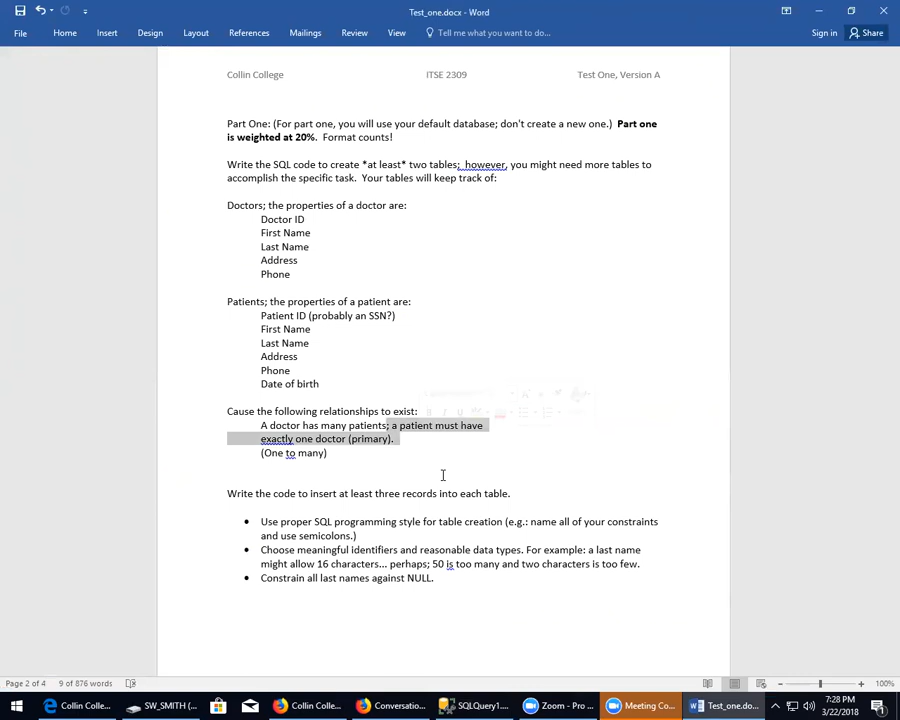 Test_one.docx - Word
File Home Insert Design Layout References Mailings Review View Tell me what you want to do... Sign in Share
Collin College ITSE 2309 Test One, Version A
Part One: (For part one, you will use your default database; don't create a new one.) Part one
is weighted at 20%. Format counts!
Write the SQL code to create *at least* two tables; however, you might need more tables to
accomplish the specific task. Your tables will keep track of:
Doctors; the properties of a doctor are:
Doctor ID
First Name
Last Name
Address
Phone
Patients; the properties of a patient are:
Patient ID (probably an SSN?)
First Name
Last Name
Address
Phone
Date of birth
Cause the following relationships to exist:
A doctor has many patients; a patient must have
exactly one doctor (primary).
(One to many)
Write the code to insert at least three records into each table.
• Use proper SQL programming style for table creation (e.g.: name all of your constraints
and use semicolons.)
• Choose meaningful identifiers and reasonable data types. For example: a last name
might allow 16 characters... perhaps; 50 is too many and two characters is too few.
• Constrain all last names against NULL.
Page 2 of 4 9 of 876 words 100%
Collin Colle... SW_SMITH (... Collin Colle... Conversatio... SQLQuery1... Zoom - Pro ... Meeting Co... Test_one.do... 7:28 PM
3/22/2018